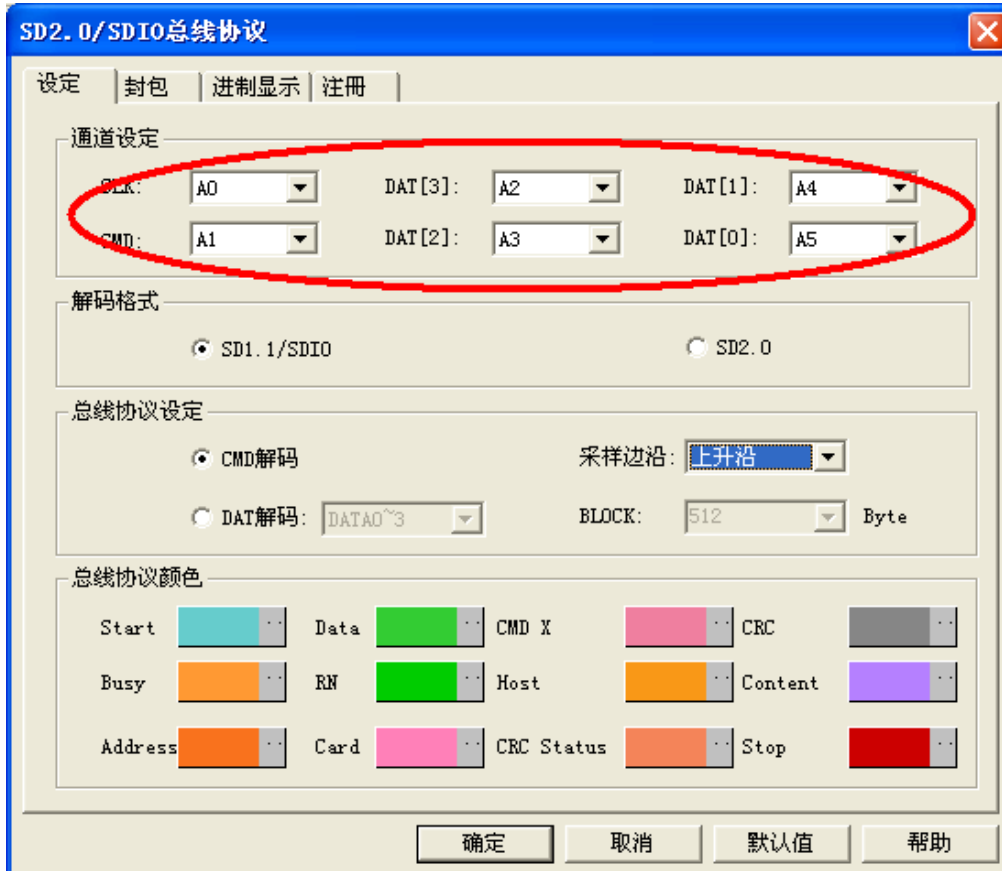 SD2.0/SDIO总线协议
设定 封包 进制显示 注冊
通道设定
CLK: A0 DAT[3]: A2 DAT[1]: A4
CMD: A1 DAT[2]: A3 DAT[0]: A5
解码格式
SD1.1/SDIO SD2.0
总线协议设定
CMD解码 采样边沿: 上升沿
DAT解码: DATA0~3 BLOCK: 512 Byte
总线协议颜色
Start .. Data .. CMD X .. CRC ..
Busy .. RN .. Host .. Content ..
Address .. Card .. CRC Status .. Stop ..
确定 取消 默认值 帮助